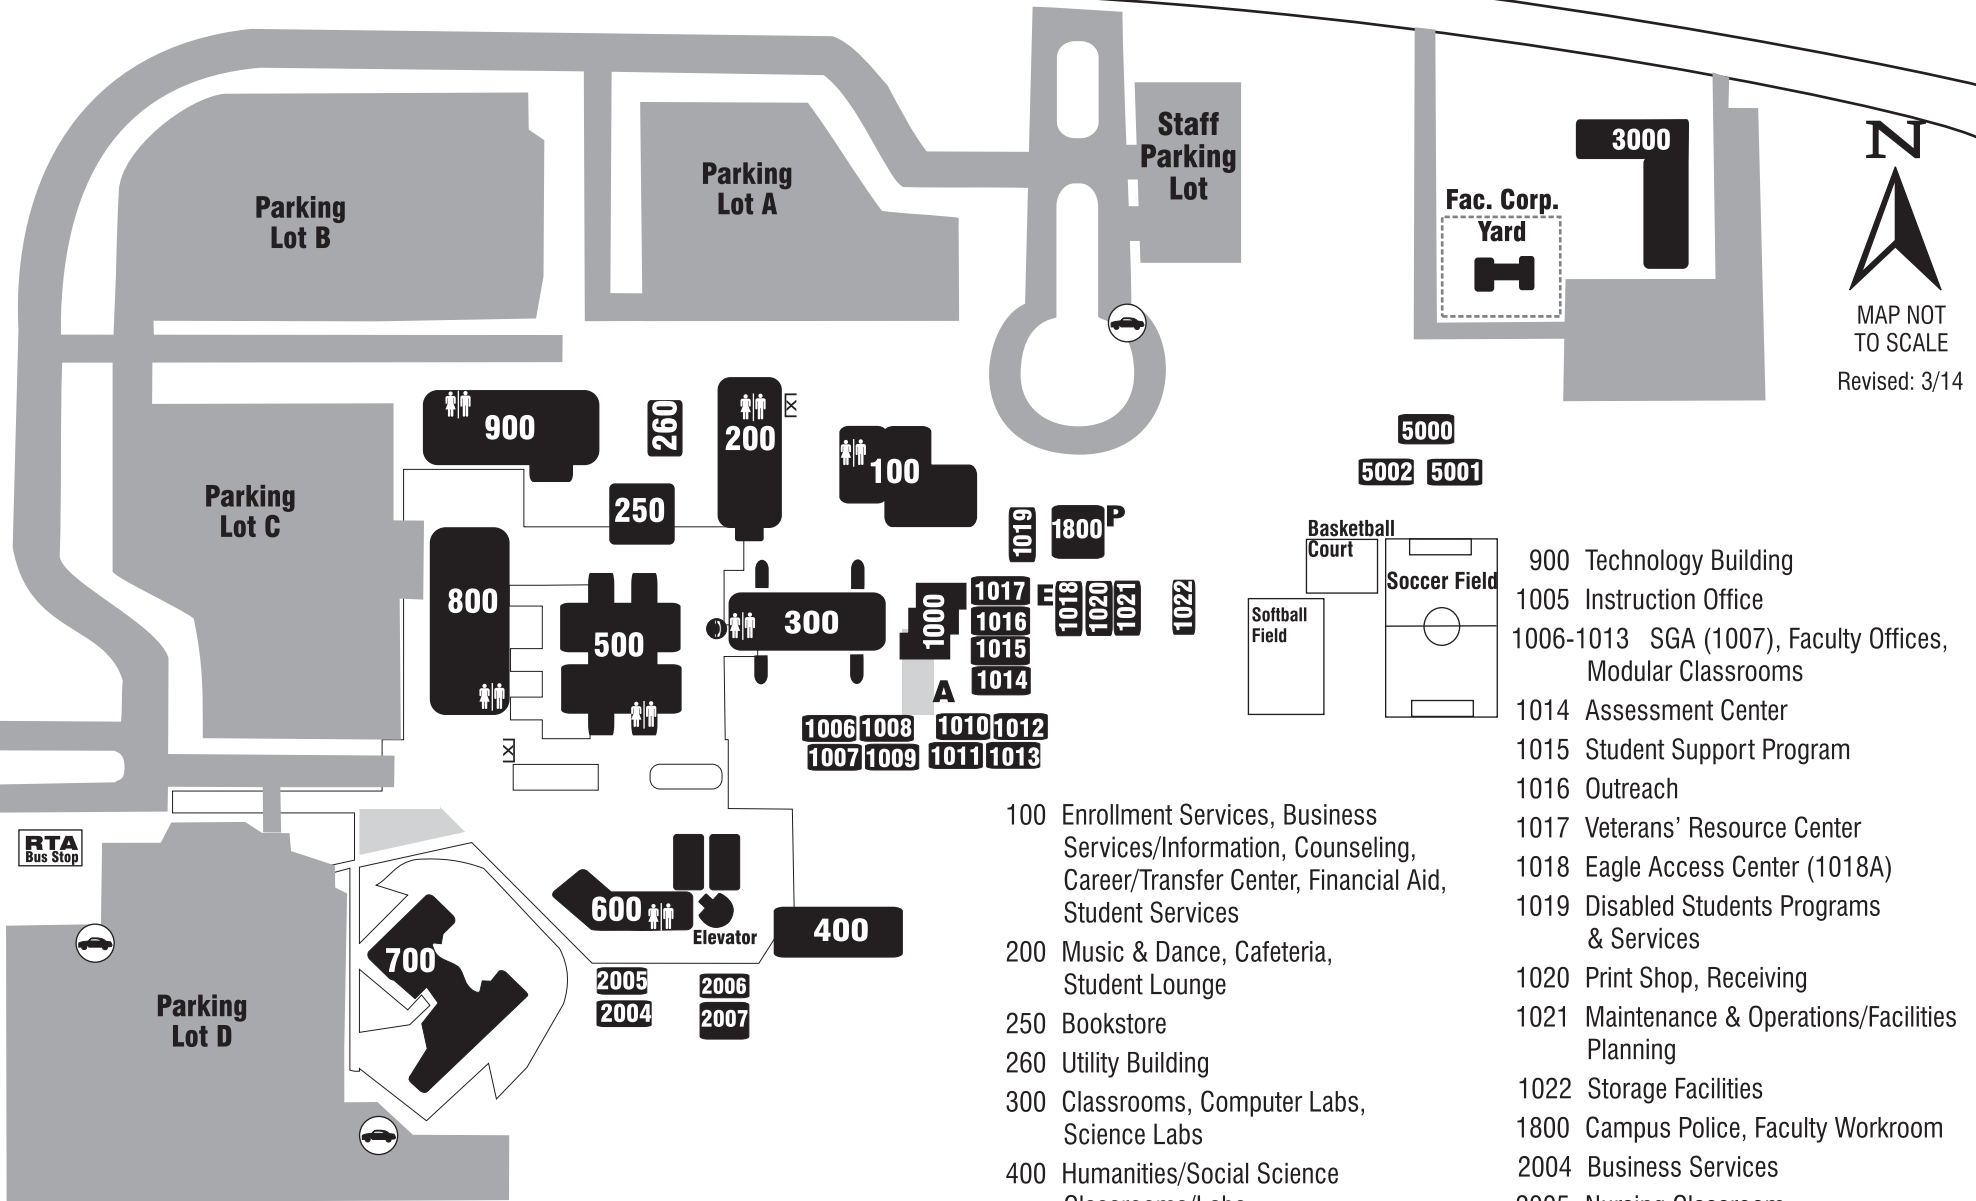 Staff
Parking
Lot
Parking
Lot A
Parking
Lot B
3000
N
Fac. Corp.
Yard
MAP NOT
TO SCALE
Revised: 3/14
900
260
200
100
5000
5002
5001
Parking
Lot C
250
1019
1800
P
Basketball
Court
Soccer Field
Softball
Field
800
500
300
1000
1017
1016
1015
1014
E
1018
1020
1021
1022
A
1006
1008
1010
1012
1007
1009
1011
1013
RTA
Bus Stop
600
Elevator
400
700
2005
2004
2006
2007
Parking
Lot D
100 Enrollment Services, Business
Services/Information, Counseling,
Career/Transfer Center, Financial Aid,
Student Services
200 Music & Dance, Cafeteria,
Student Lounge
250 Bookstore
260 Utility Building
300 Classrooms, Computer Labs,
Science Labs
400 Humanities/Social Science
Classrooms/Labs
900 Technology Building
1005 Instruction Office
1006-1013 SGA (1007), Faculty Offices,
Modular Classrooms
1014 Assessment Center
1015 Student Support Program
1016 Outreach
1017 Veterans’ Resource Center
1018 Eagle Access Center (1018A)
1019 Disabled Students Programs
& Services
1020 Print Shop, Receiving
1021 Maintenance & Operations/Facilities
Planning
1022 Storage Facilities
1800 Campus Police, Faculty Workroom
2004 Business Services
2005 Nursing Classroom